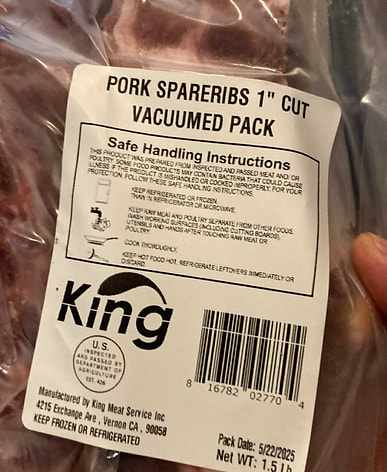 PORK SPARERIBS 1" CUT
VACUUMED PACK
Safe Handling Instructions
THIS PRODUCT WAS PREPARED FROM INSPECTED AND PASSED MEAT AND/OR
POULTRY. SOME FOOD PRODUCTS MAY CONTAIN BACTERIA THAT COULD CAUSE
ILLNESS IF THE PRODUCT IS MISHANDLED OR COOKED IMPROPERLY. FOR YOUR
PROTECTION, FOLLOW THESE SAFE HANDLING INSTRUCTIONS.
KEEP REFRIGERATED OR FROZEN.
THAW IN REFRIGERATOR OR MICROWAVE.
KEEP RAW MEAT AND POULTRY SEPARATE FROM OTHER FOODS.
WASH WORKING SURFACES (INCLUDING CUTTING BOARDS),
UTENSILS AND HANDS AFTER TOUCHING RAW MEAT OR
POULTRY.
COOK THOROUGHLY.
KEEP HOT FOOD HOT. REFRIGERATE LEFTOVERS IMMEDIATELY OR
DISCARD.
King
U.S.
INSPECTED
AND PASSED BY
DEPARTMENT OF
AGRICULTURE
EST. 426
8 16782 02770 4
Manufactured by King Meat Service Inc
4215 Exchange Ave , Vernon CA , 90058
KEEP FROZEN OR REFRIGERATED
Pack Date: 5/22/2025
Net WT: 1.5 lb